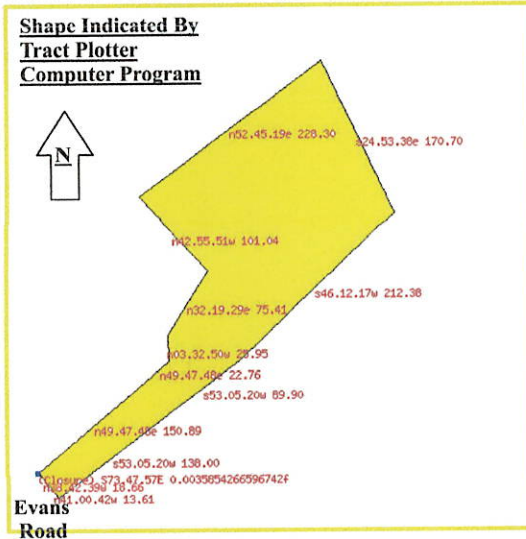 Shape Indicated By
Tract Plotter
Computer Program
N
n52.45.19e 228.30
s24.53.38e 170.70
n42.55.51w 101.04
s46.12.17w 212.38
n32.19.29e 75.41
n03.32.50w
n49.47.48e 22.76
s53.05.20w 89.90
n49.47.48e 150.89
s53.05.20w 138.00
(Closure) S73.47.57E 0.0035854266596742f
18.66
n41.00.42w 13.61
Evans
Road